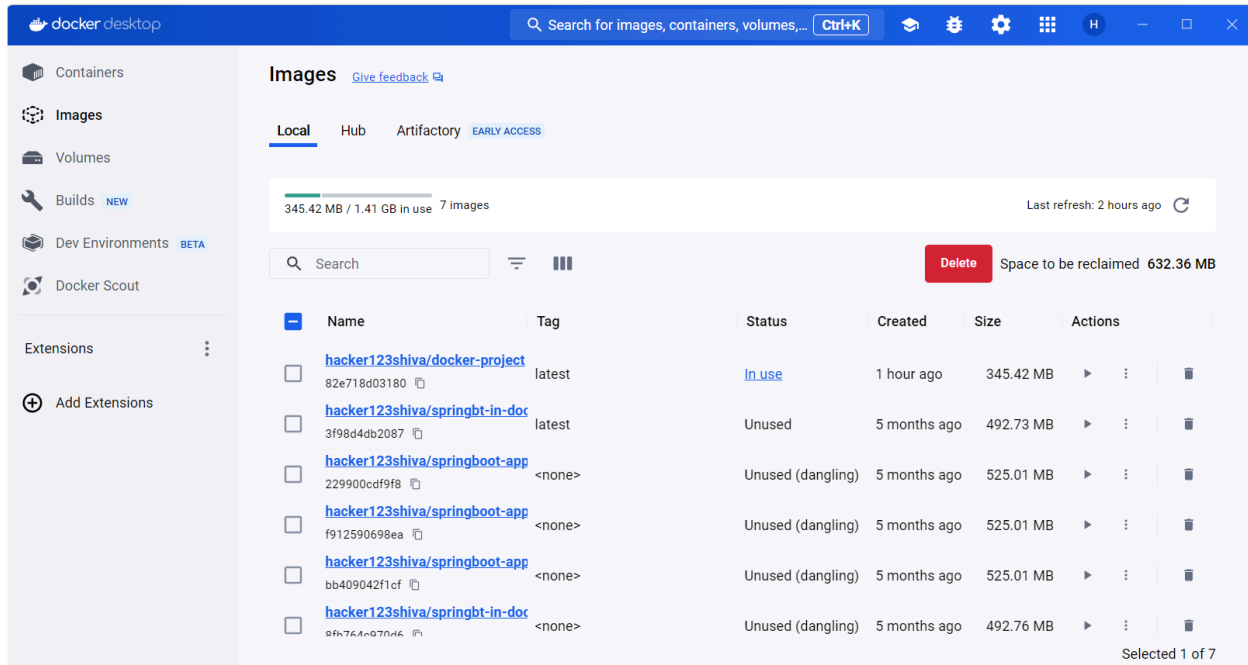 docker desktop
Search for images, containers, volumes,... Ctrl+K
H
Containers
Images
Volumes
Builds NEW
Dev Environments BETA
Docker Scout
Extensions
Add Extensions
Images Give feedback
Local Hub Artifactory EARLY ACCESS
345.42 MB / 1.41 GB in use 7 images
Last refresh: 2 hours ago
Search
Delete Space to be reclaimed 632.36 MB
Name Tag Status Created Size Actions
hacker123shiva/docker-project
82e718d03180
latest In use 1 hour ago 345.42 MB
hacker123shiva/springbt-in-doc
3f98d4db2087
latest Unused 5 months ago 492.73 MB
hacker123shiva/springboot-app
229900cdf9f8
<none> Unused (dangling) 5 months ago 525.01 MB
hacker123shiva/springboot-app
f912590698ea
<none> Unused (dangling) 5 months ago 525.01 MB
hacker123shiva/springboot-app
bb409042f1cf
<none> Unused (dangling) 5 months ago 525.01 MB
hacker123shiva/springbt-in-doc
8fb764c970d6
<none> Unused (dangling) 5 months ago 492.76 MB
Selected 1 of 7